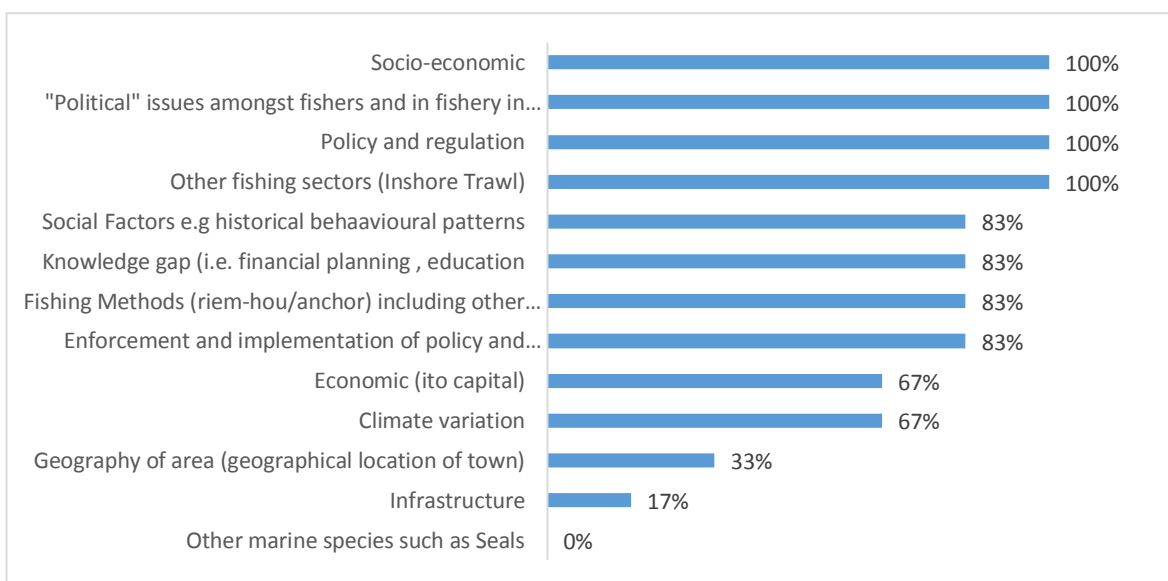 Socio-economic 100%
"Political" issues amongst fishers and in fishery in... 100%
Policy and regulation 100%
Other fishing sectors (Inshore Trawl) 100%
Social Factors e.g historical behaavioural patterns 83%
Knowledge gap (i.e. financial planning , education 83%
Fishing Methods (riem-hou/anchor) including other... 83%
Enforcement and implementation of policy and... 83%
Economic (ito capital) 67%
Climate variation 67%
Geography of area (geographical location of town) 33%
Infrastructure 17%
Other marine species such as Seals 0%